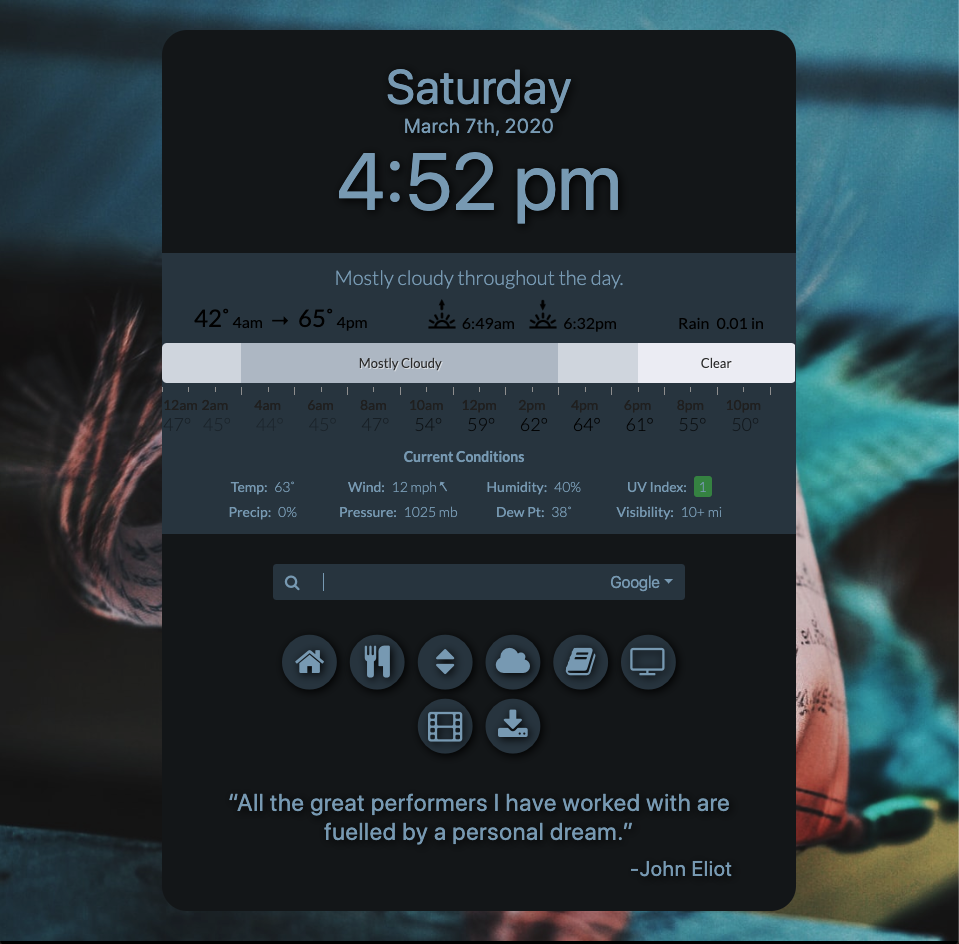 Saturday
March 7th, 2020
4:52 pm
Mostly cloudy throughout the day.
42˚ 4am → 65˚ 4pm 6:49am 6:32pm Rain 0.01 in
Mostly Cloudy Clear
12am 2am 4am 6am 8am 10am 12pm 2pm 4pm 6pm 8pm 10pm
47° 45° 44° 45° 47° 54° 59° 62° 64° 61° 55° 50°
Current Conditions
Temp: 63˚ Wind: 12 mph Humidity: 40% UV Index: 1
Precip: 0% Pressure: 1025 mb Dew Pt: 38˚ Visibility: 10+ mi
Google
“All the great performers I have worked with are
fuelled by a personal dream.”
-John Eliot